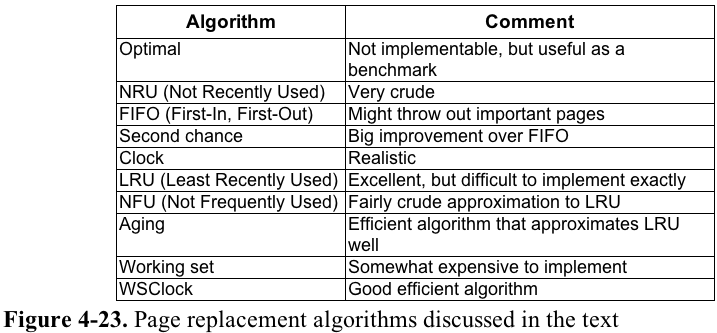 Algorithm Comment
Optimal Not implementable, but useful as a
benchmark
NRU (Not Recently Used) Very crude
FIFO (First-In, First-Out) Might throw out important pages
Second chance Big improvement over FIFO
Clock Realistic
LRU (Least Recently Used) Excellent, but difficult to implement exactly
NFU (Not Frequently Used) Fairly crude approximation to LRU
Aging Efficient algorithm that approximates LRU
well
Working set Somewhat expensive to implement
WSClock Good efficient algorithm
Figure 4-23. Page replacement algorithms discussed in the text